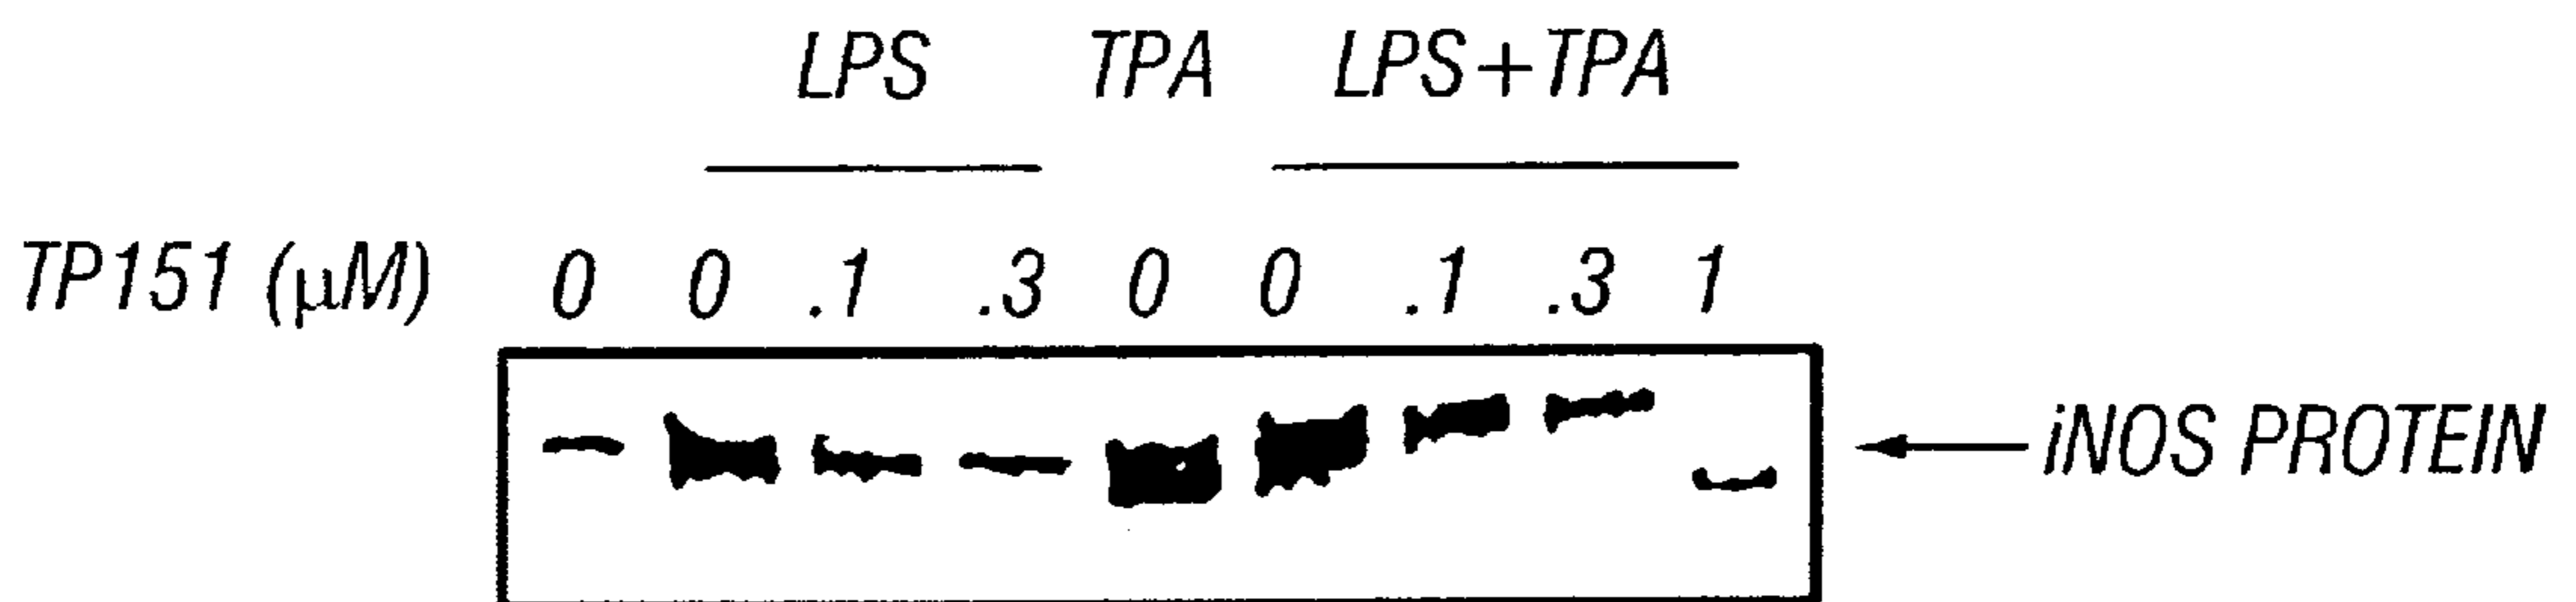 LPS TPA LPS+TPA
TP151 (μM) 0 0 .1 .3 0 0 .1 .3 1
iNOS PROTEIN